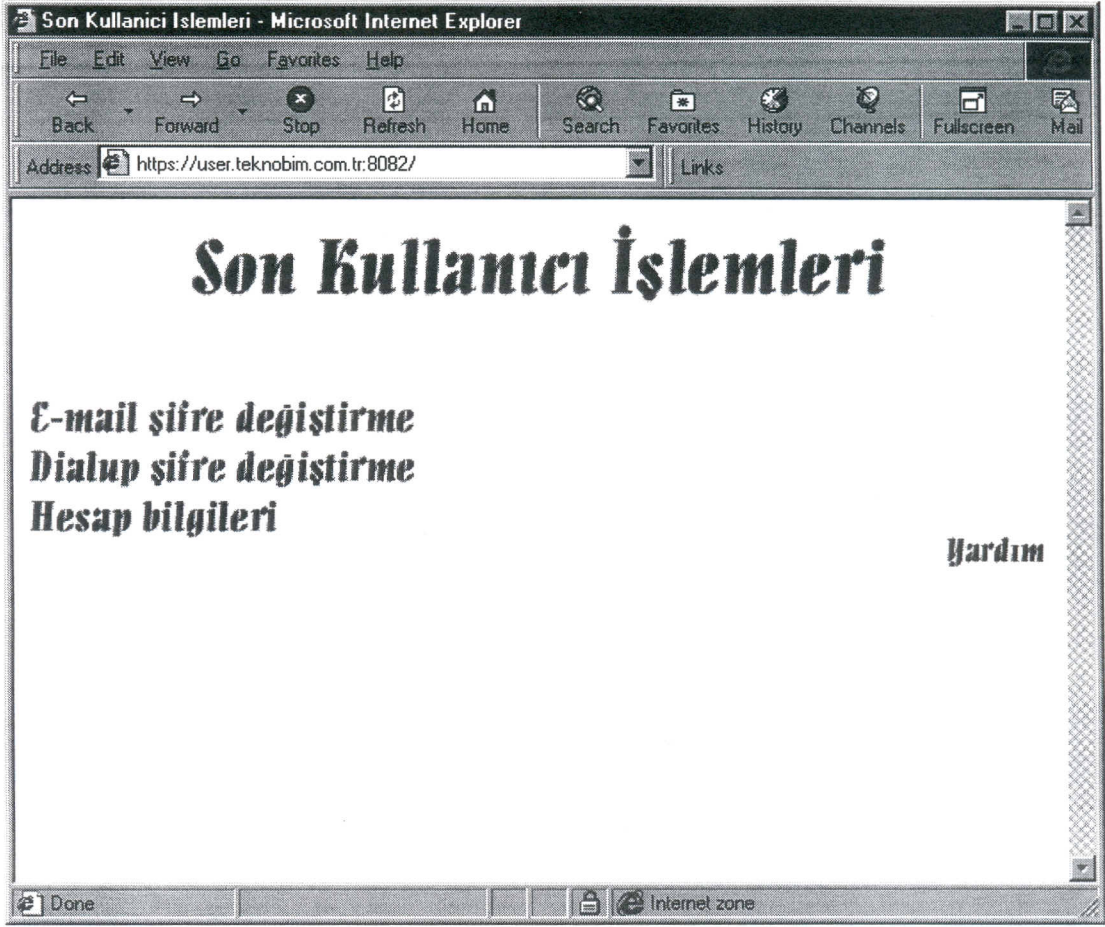 Son Kullanici Islemleri - Microsoft Internet Explorer
File Edit View Go Favorites Help
Back Forward Stop Refresh Home Search Favorites History Channels Fullscreen Mail
Address https://user.teknobim.com.tr:8082/ Links
Son Kullanıcı İşlemleri
E-mail şifre değiştirme
Dialup şifre değiştirme
Hesap bilgileri
Yardım
Done Internet zone